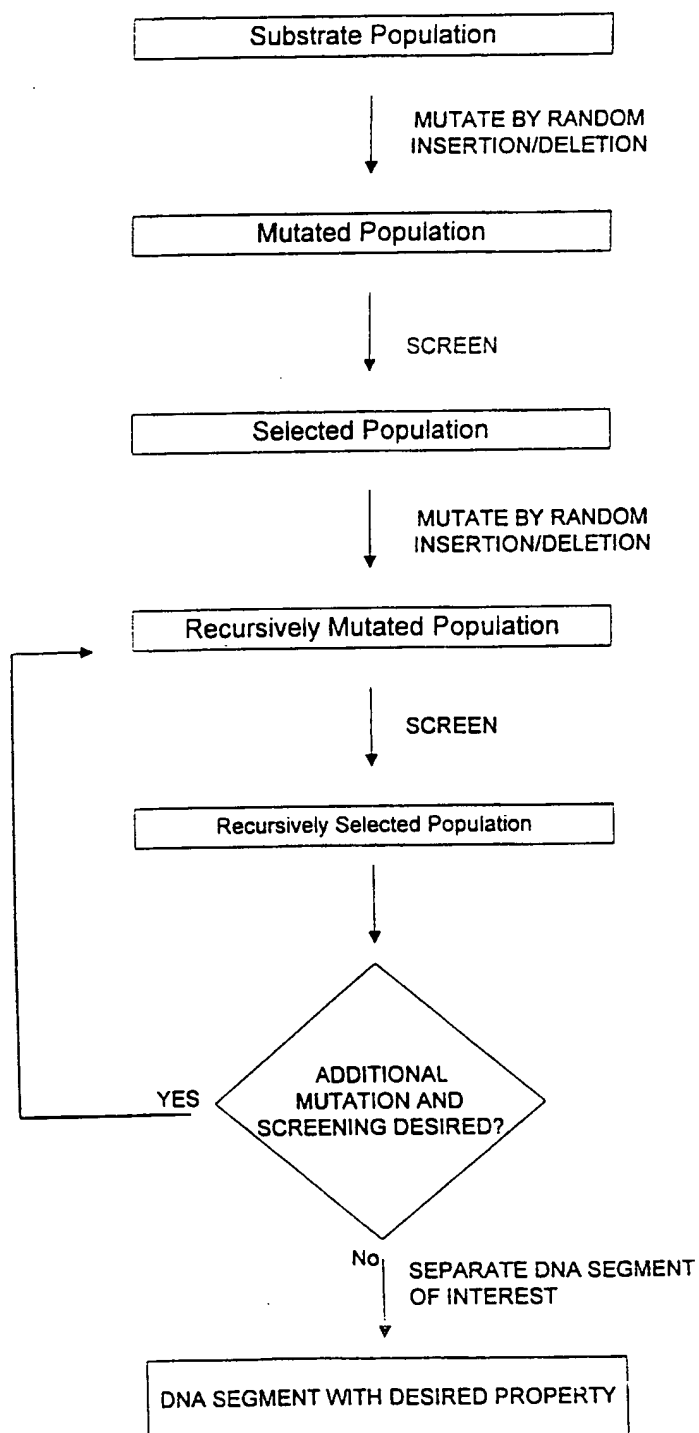 Substrate Population
MUTATE BY RANDOM
INSERTION/DELETION
Mutated Population
SCREEN
Selected Population
MUTATE BY RANDOM
INSERTION/DELETION
Recursively Mutated Population
SCREEN
Recursively Selected Population
ADDITIONAL
MUTATION AND
SCREENING DESIRED?
YES
No
SEPARATE DNA SEGMENT
OF INTEREST
DNA SEGMENT WITH DESIRED PROPERTY